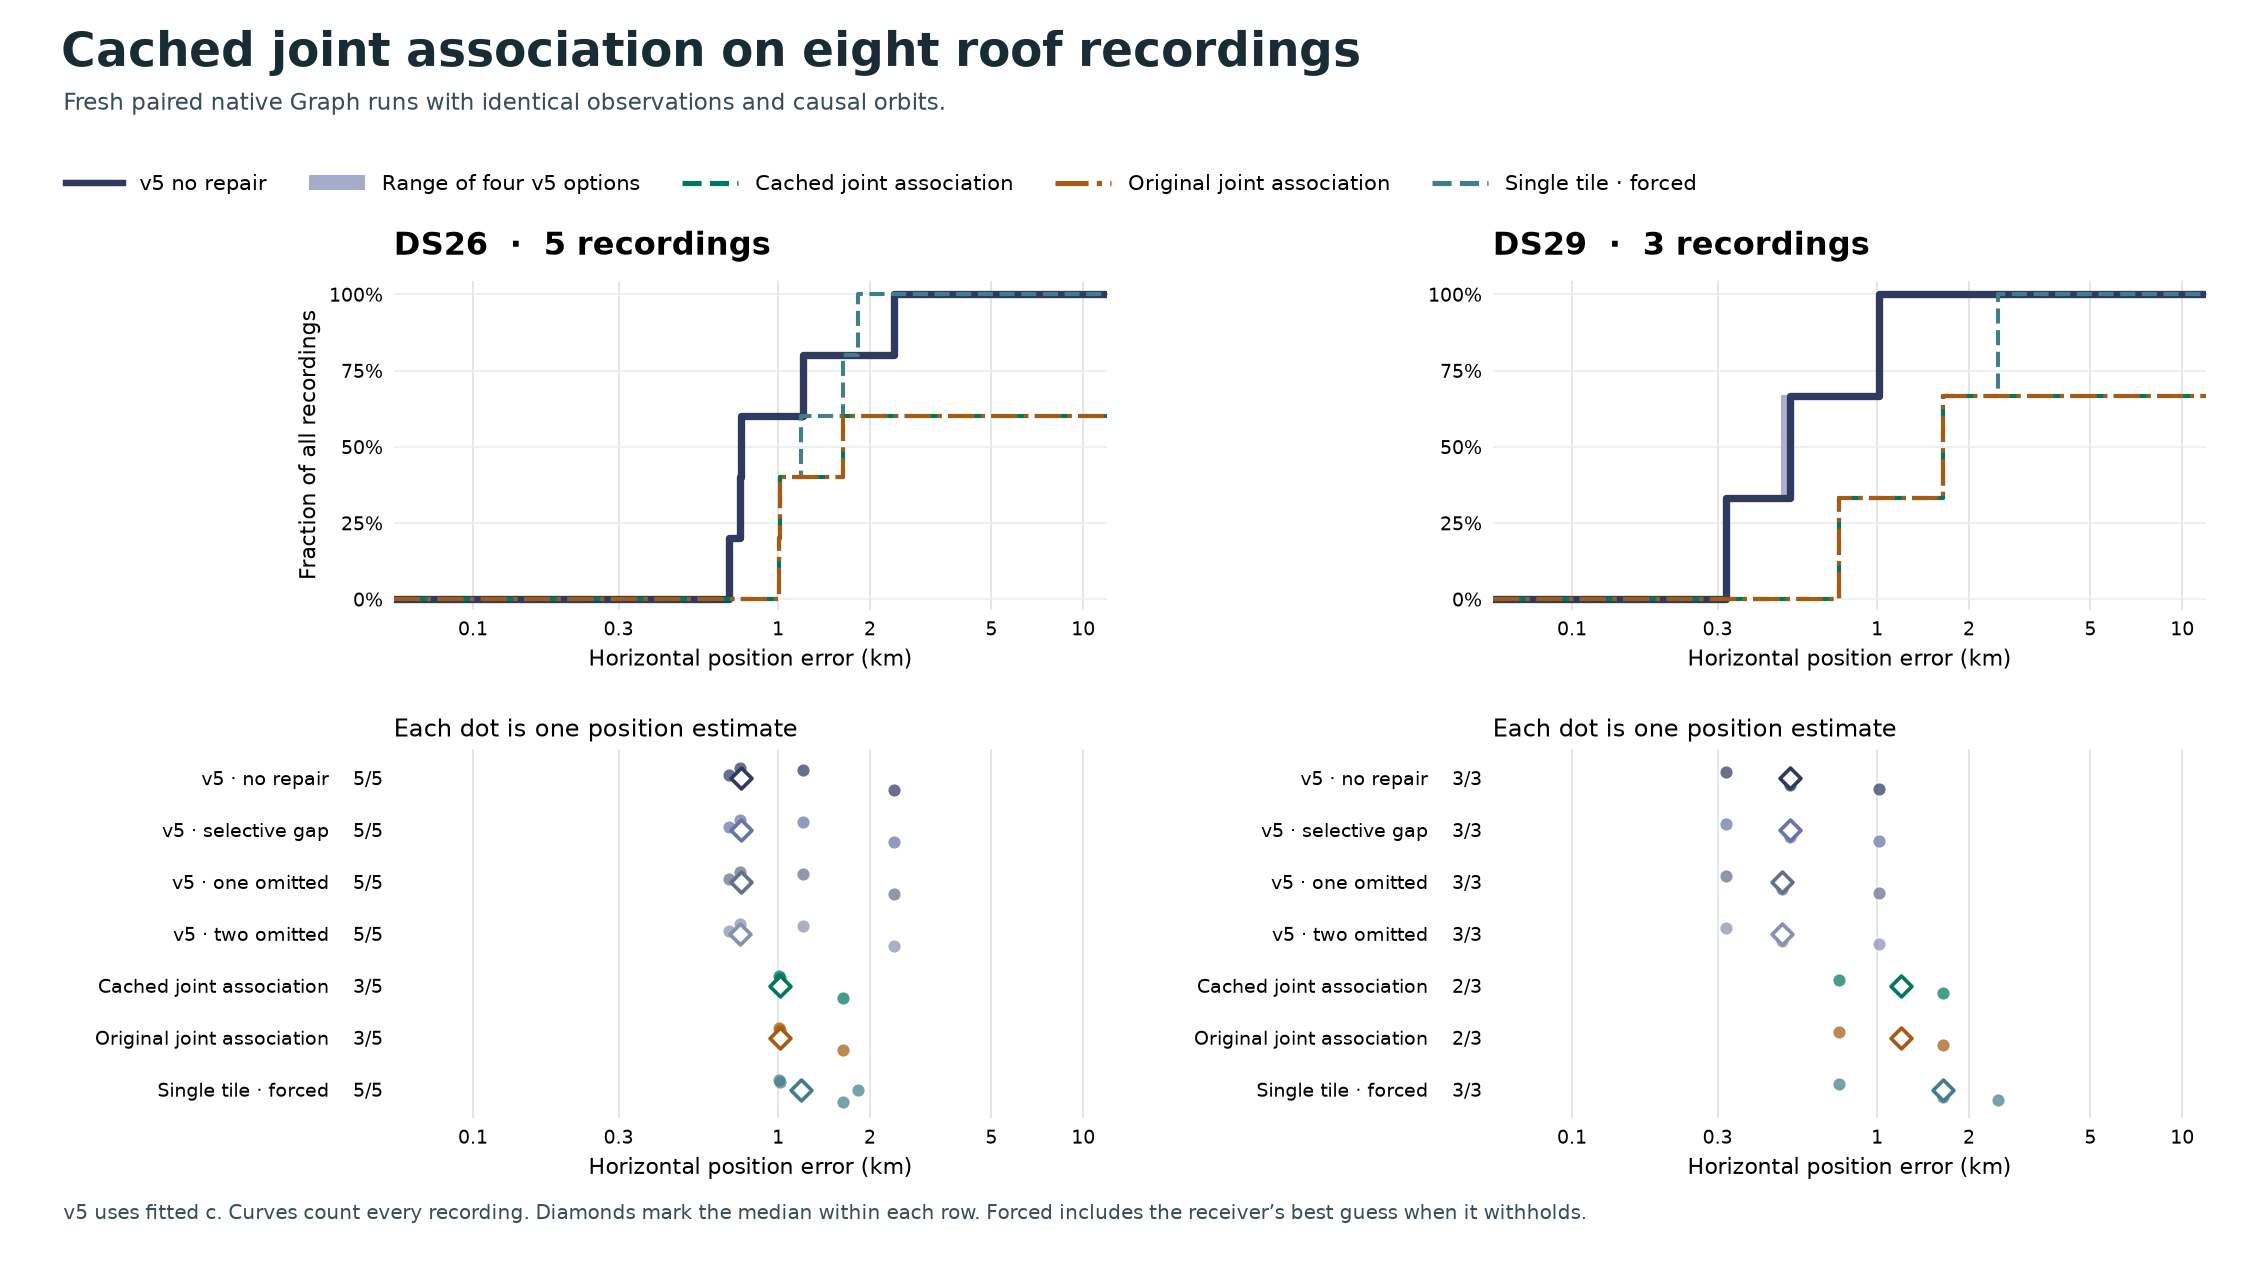 Cached joint association on eight roof recordings
Fresh paired native Graph runs with identical observations and causal orbits.
v5 no repair
Range of four v5 options
Cached joint association
Original joint association
Single tile · forced
DS26 · 5 recordings
Fraction of all recordings
100%
75%
50%
25%
0%
0.1 0.3 1 2 5 10
Horizontal position error (km)
DS29 · 3 recordings
100%
75%
50%
25%
0%
0.1 0.3 1 2 5 10
Horizontal position error (km)
Each dot is one position estimate
v5 · no repair 5/5
v5 · selective gap 5/5
v5 · one omitted 5/5
v5 · two omitted 5/5
Cached joint association 3/5
Original joint association 3/5
Single tile · forced 5/5
0.1 0.3 1 2 5 10
Horizontal position error (km)
Each dot is one position estimate
v5 · no repair 3/3
v5 · selective gap 3/3
v5 · one omitted 3/3
v5 · two omitted 3/3
Cached joint association 2/3
Original joint association 2/3
Single tile · forced 3/3
0.1 0.3 1 2 5 10
Horizontal position error (km)
v5 uses fitted c. Curves count every recording. Diamonds mark the median within each row. Forced includes the receiver’s best guess when it withholds.